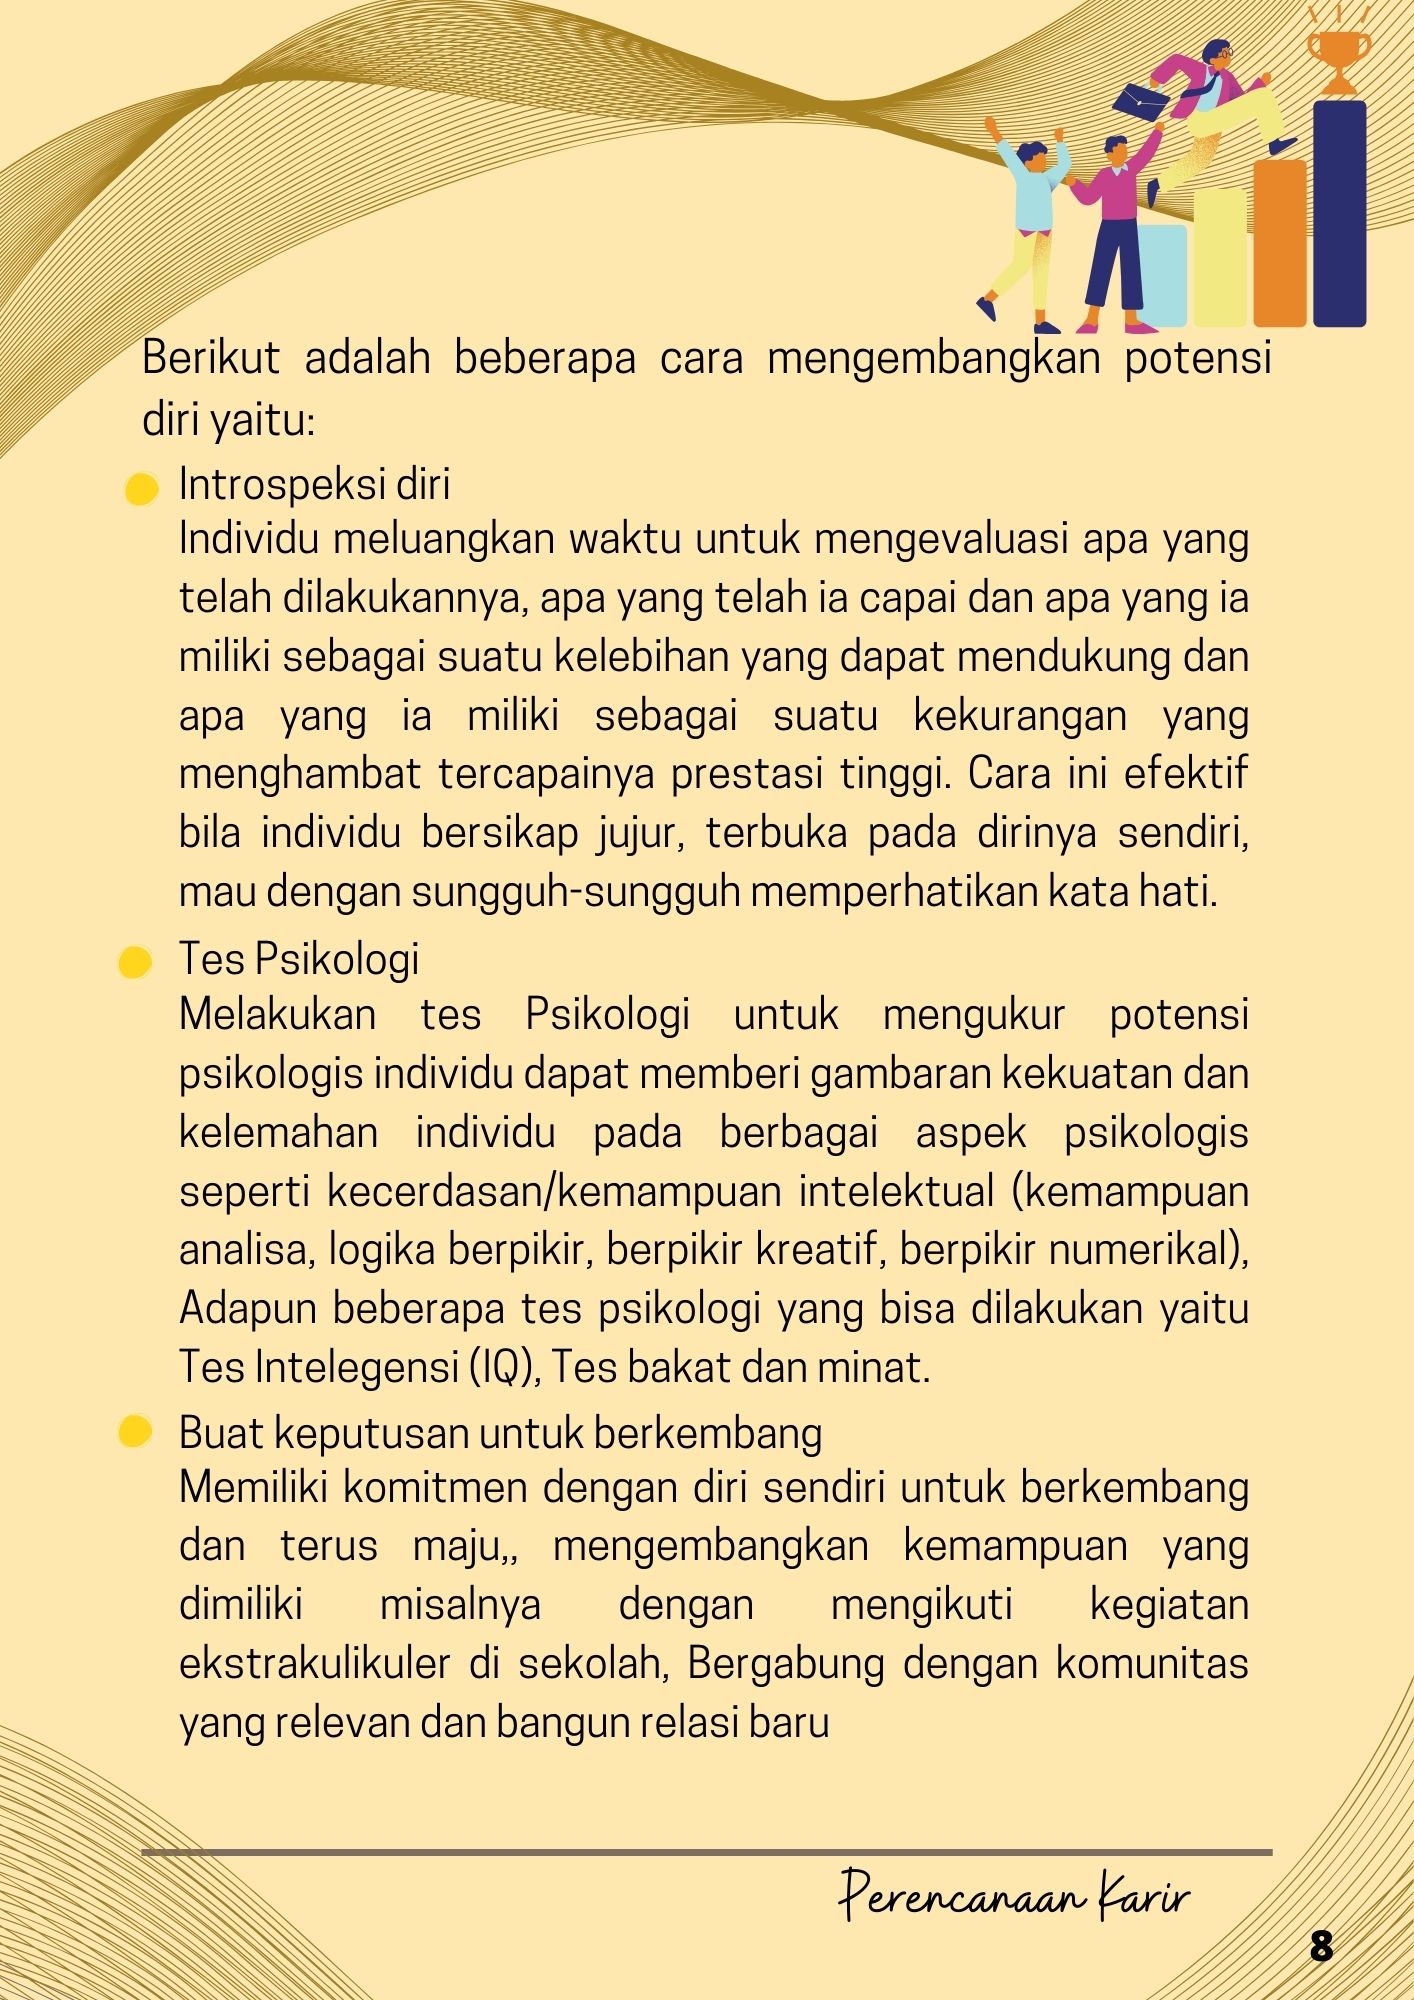 Berikut adalah beberapa cara mengembangkan potensi
diri yaitu:
Introspeksi diri
Individu meluangkan waktu untuk mengevaluasi apa yang
telah dilakukannya, apa yang telah ia capai dan apa yang ia
miliki sebagai suatu kelebihan yang dapat mendukung dan
apa yang ia miliki sebagai suatu kekurangan yang
menghambat tercapainya prestasi tinggi. Cara ini efektif
bila individu bersikap jujur, terbuka pada dirinya sendiri,
mau dengan sungguh-sungguh memperhatikan kata hati.
Tes Psikologi
Melakukan tes Psikologi untuk mengukur potensi
psikologis individu dapat memberi gambaran kekuatan dan
kelemahan individu pada berbagai aspek psikologis
seperti kecerdasan/kemampuan intelektual (kemampuan
analisa, logika berpikir, berpikir kreatif, berpikir numerikal),
Adapun beberapa tes psikologi yang bisa dilakukan yaitu
Tes Intelegensi (IQ), Tes bakat dan minat.
Buat keputusan untuk berkembang
Memiliki komitmen dengan diri sendiri untuk berkembang
dan terus maju,, mengembangkan kemampuan yang
dimiliki misalnya dengan mengikuti kegiatan
ekstrakulikuler di sekolah, Bergabung dengan komunitas
yang relevan dan bangun relasi baru
Perencanaan Karir
8